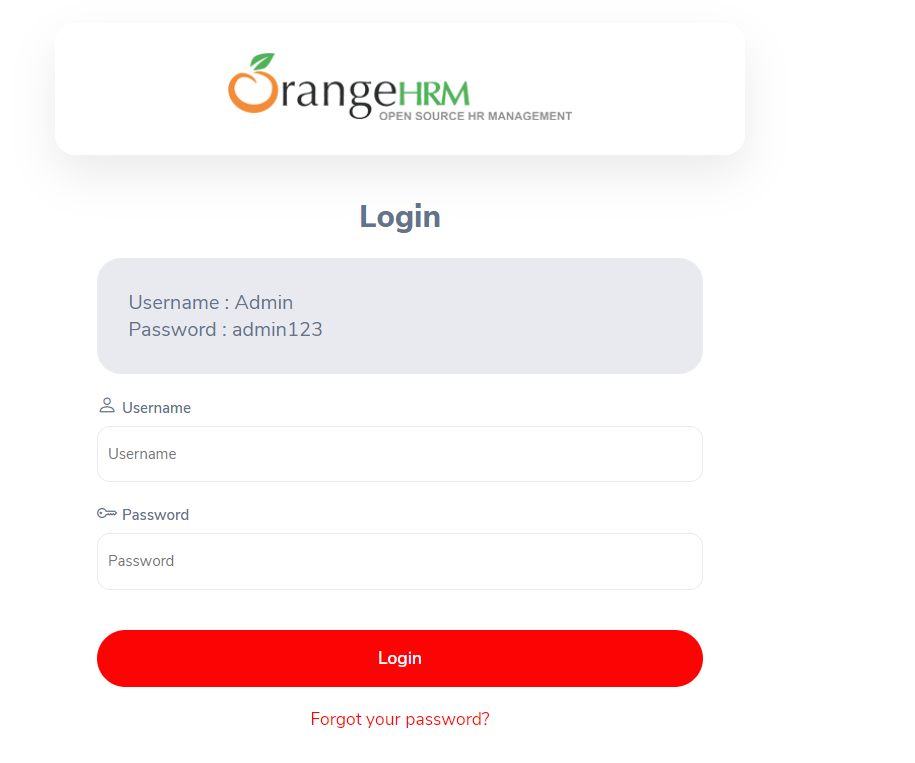 OrangeHRM
OPEN SOURCE HR MANAGEMENT
Login
Username : Admin
Password : admin123
Username
Username
Password
Password
Login
Forgot your password?